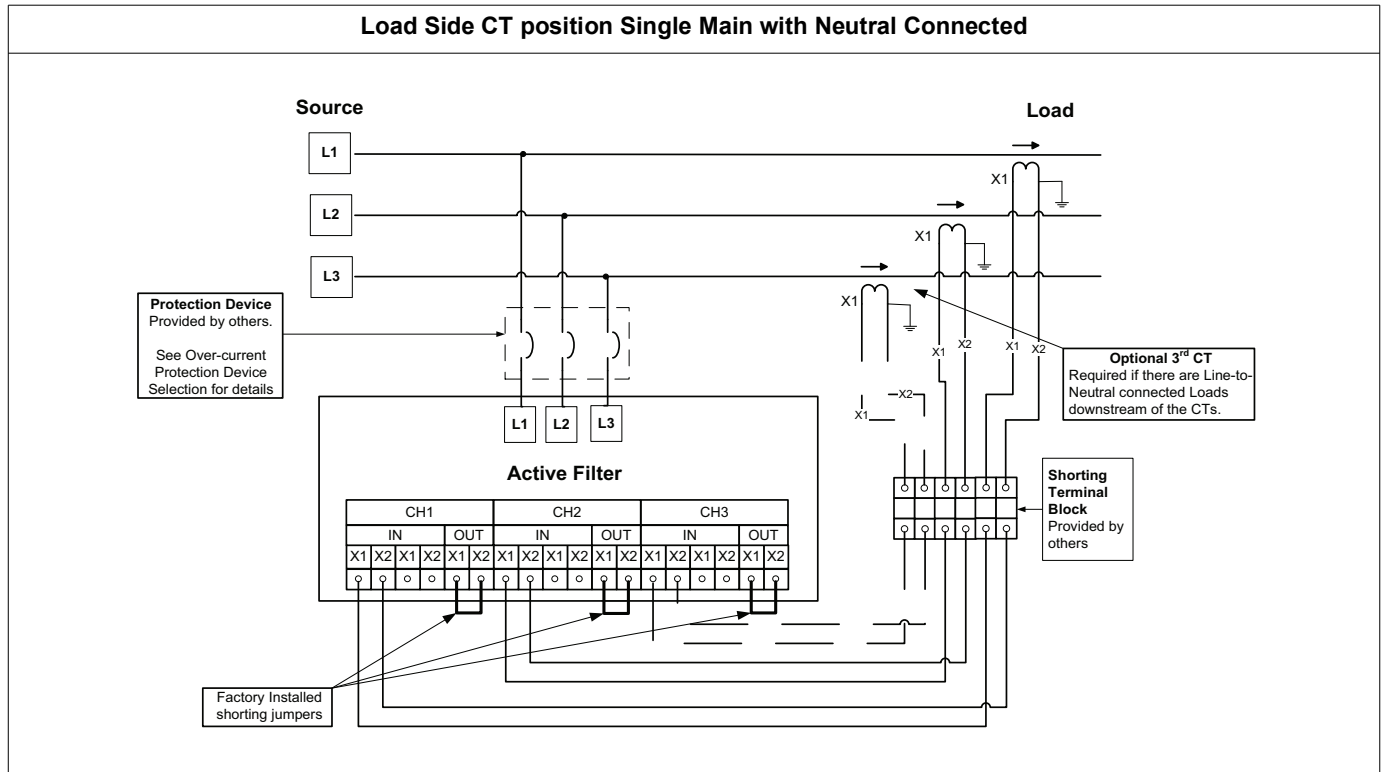 Load Side CT position Single Main with Neutral Connected
Source
Load
L1
X1
L2
X1
L3
X1
Protection Device
Provided by others.
See Over-current
Protection Device
Selection for details
X1
X2
X1
X2
Optional 3rd CT
Required if there are Line-to-
Neutral connected Loads
downstream of the CTs.
X2
X1
L1 L2 L3
Active Filter
Shorting
Terminal
Block
Provided by
others
CH1 CH2 CH3
IN OUT IN OUT IN OUT
X1 X2 X1 X2 X1 X2 X1 X2 X1 X2 X1 X2 X1 X2 X1 X2 X1 X2
Factory Installed
shorting jumpers